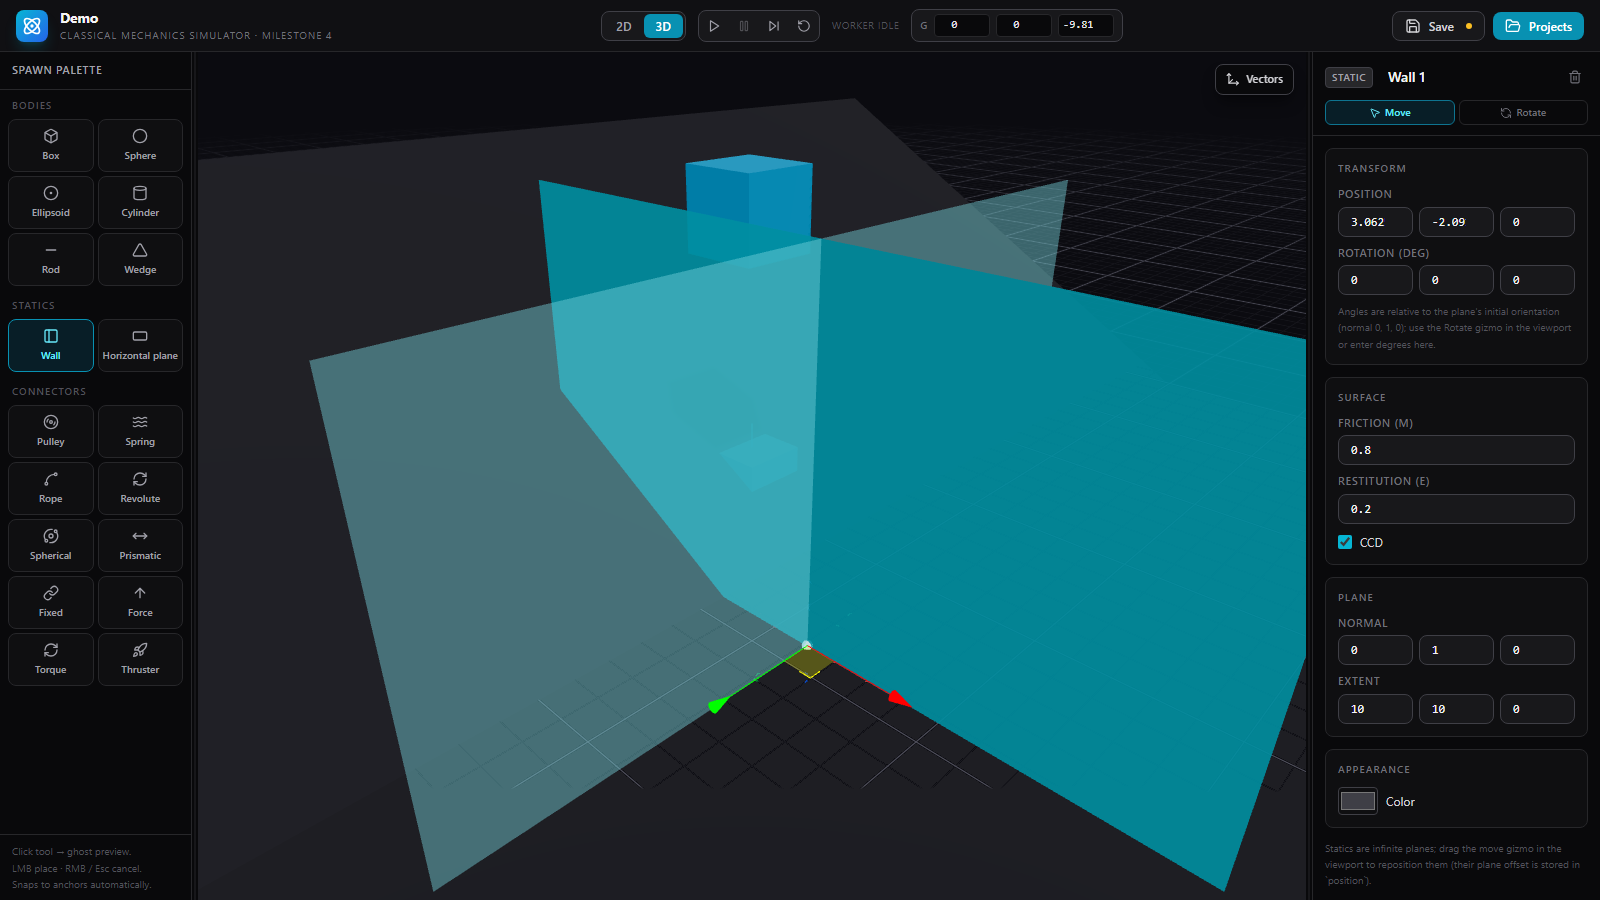 Demo
CLASSICAL MECHANICS SIMULATOR · MILESTONE 4
2D 3D
WORKER IDLE
G 0 0 -9.81
Save
Projects
SPAWN PALETTE
BODIES
Box Sphere
Ellipsoid Cylinder
Rod Wedge
STATICS
Wall Horizontal plane
CONNECTORS
Pulley Spring
Rope Revolute
Spherical Prismatic
Fixed Force
Torque Thruster
Click tool → ghost preview.
LMB place · RMB / Esc cancel.
Snaps to anchors automatically.
Vectors
STATIC Wall 1
Move Rotate
TRANSFORM
POSITION
3.062 -2.09 0
ROTATION (DEG)
0 0 0
Angles are relative to the plane's initial orientation
(normal 0, 1, 0); use the Rotate gizmo in the viewport
or enter degrees here.
SURFACE
FRICTION (Μ)
0.8
RESTITUTION (E)
0.2
CCD
PLANE
NORMAL
0 1 0
EXTENT
10 10 0
APPEARANCE
Color
Statics are infinite planes; drag the move gizmo in the
viewport to reposition them (their plane offset is stored in
`position`).